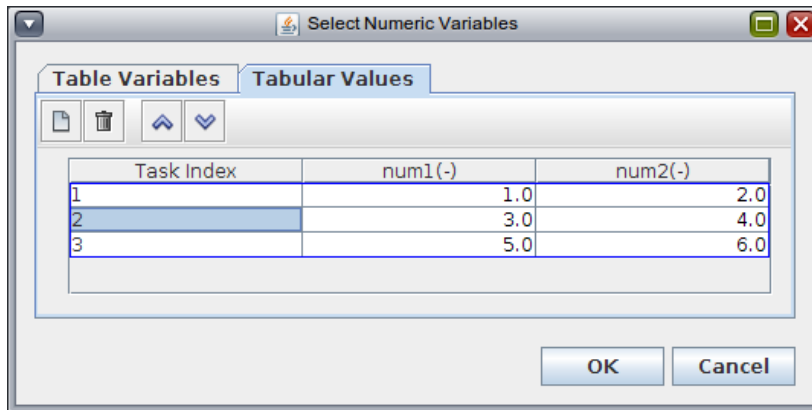 Select Numeric Variables
Table Variables Tabular Values
Task Index num1(-) num2(-)
1 1.0 2.0
2 3.0 4.0
3 5.0 6.0
OK Cancel